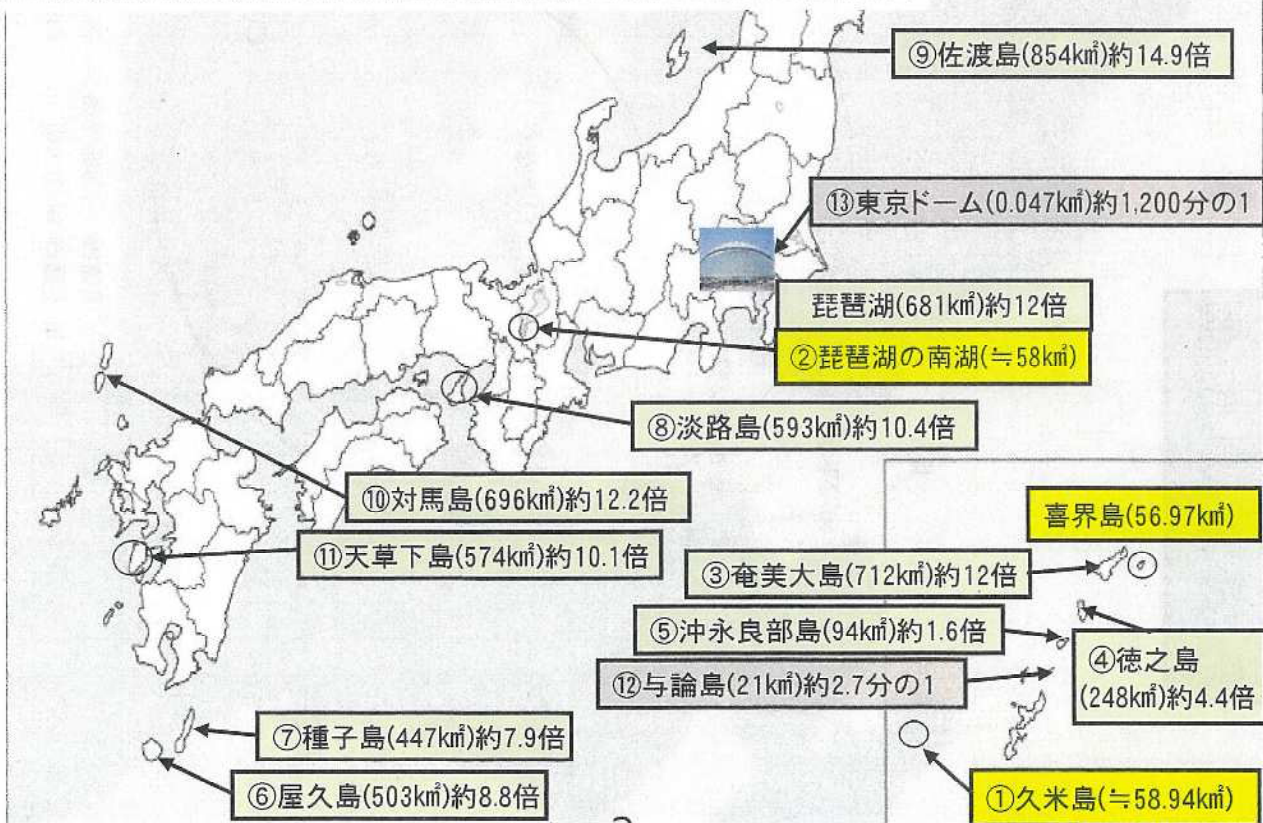 ⑨佐渡島(854㎢)約14.9倍
⑬東京ドーム(0.047㎢)約1,200分の1
琵琶湖(681㎢)約12倍
②琵琶湖の南湖(≒58㎢)
⑧淡路島(593㎢)約10.4倍
⑩対馬島(696㎢)約12.2倍
⑪天草下島(574㎢)約10.1倍
喜界島(56.97㎢)
③奄美大島(712㎢)約12倍
⑤沖永良部島(94㎢)約1.6倍
④徳之島
(248㎢)約4.4倍
⑫与論島(21㎢)約2.7分の1
⑦種子島(447㎢)約7.9倍
⑥屋久島(503㎢)約8.8倍
①久米島(≒58.94㎢)